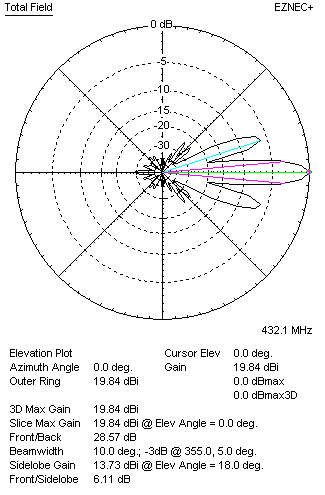 Total Field
EZNEC+
0 dB
-5
-10
-15
-20
-30
432.1 MHz
Elevation Plot
Cursor Elev 0.0 deg.
Azimuth Angle 0.0 deg.
Gain 19.84 dBi
Outer Ring 19.84 dBi
0.0 dBmax
0.0 dBmax3D
3D Max Gain 19.84 dBi
Slice Max Gain 19.84 dBi @ Elev Angle = 0.0 deg.
Front/Back 28.57 dB
Beamwidth 10.0 deg.; -3dB @ 355.0, 5.0 deg.
Sidelobe Gain 13.73 dBi @ Elev Angle = 18.0 deg.
Front/Sidelobe 6.11 dB